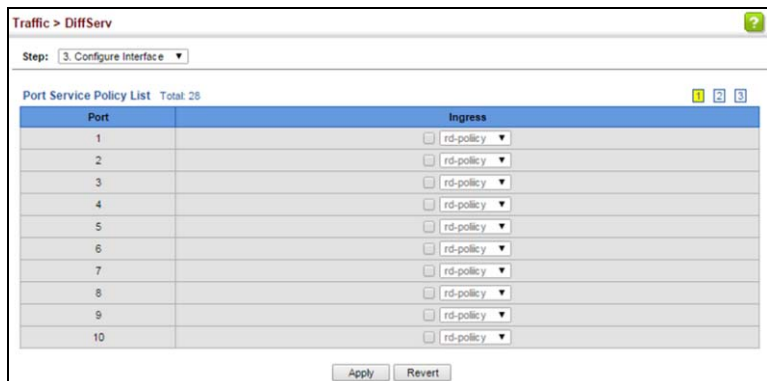 Traffic > DiffServ
?
Step: 3. Configure Interface
Port Service Policy List Total: 28 1 2 3
Port Ingress
1 rd-policy
2 rd-policy
3 rd-policy
4 rd-policy
5 rd-policy
6 rd-policy
7 rd-policy
8 rd-policy
9 rd-policy
10 rd-policy
Apply Revert